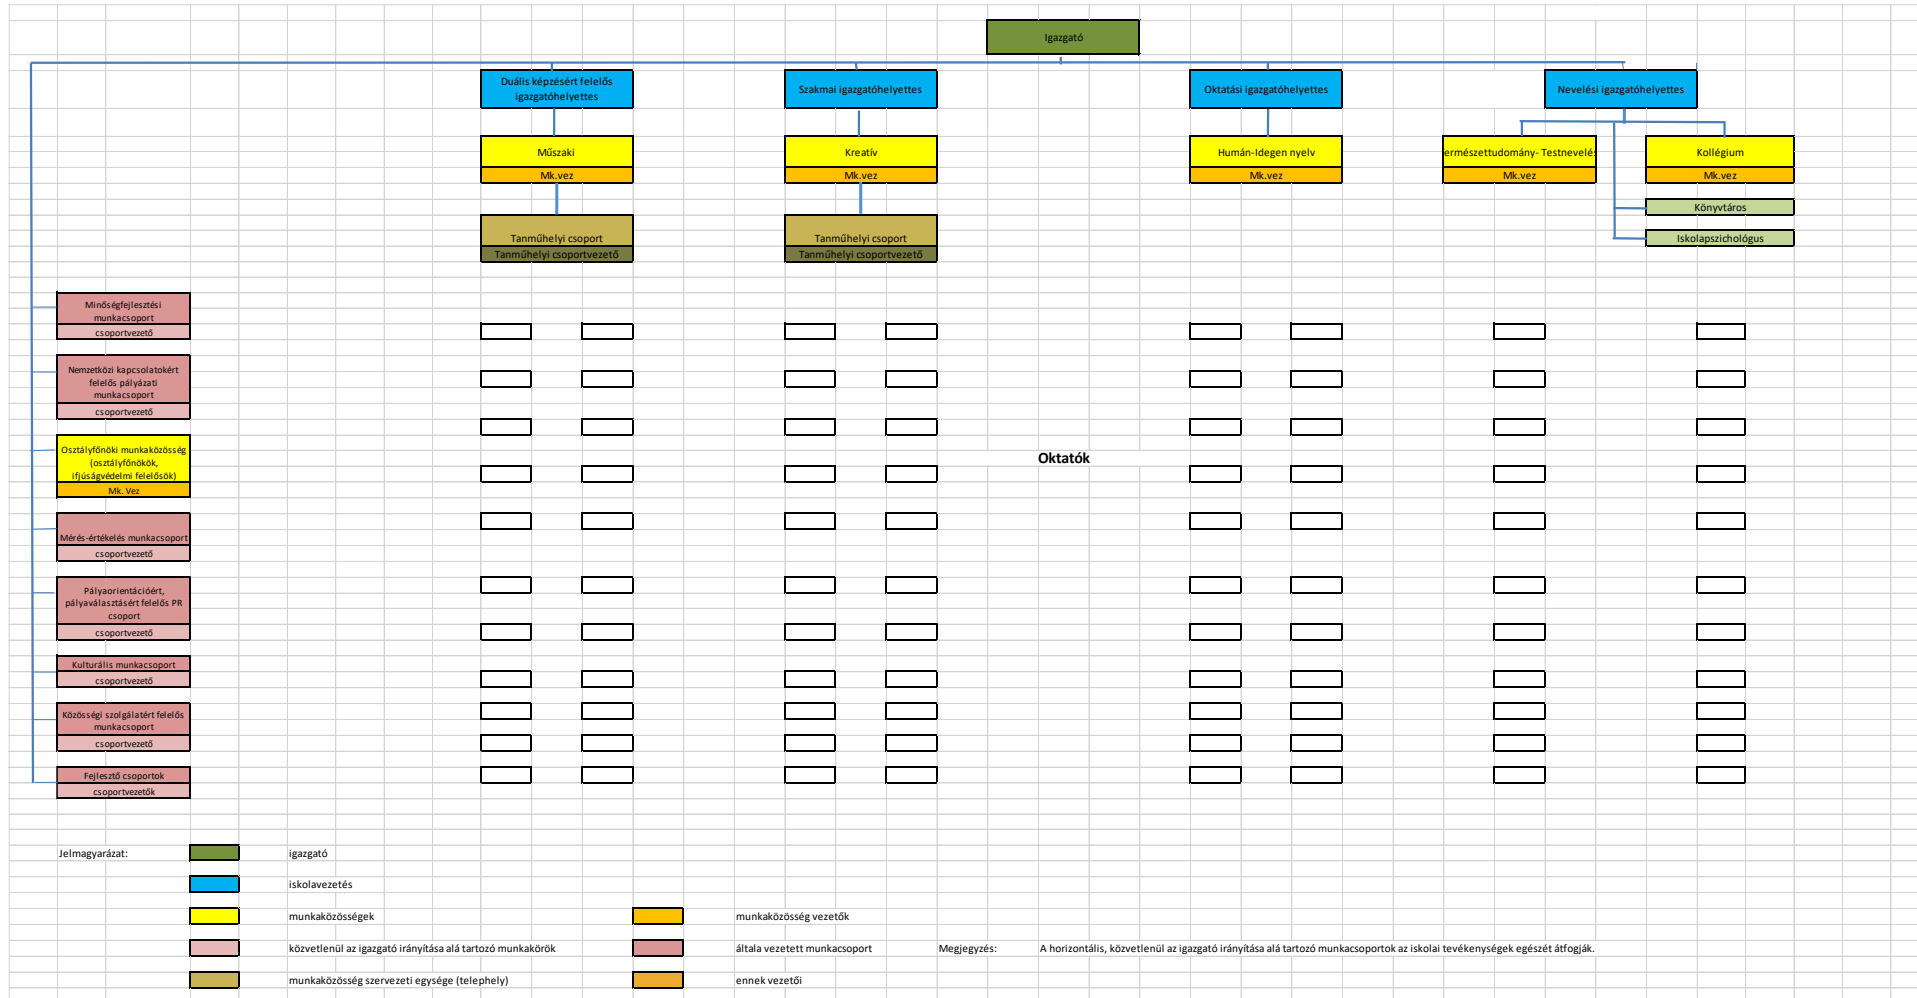 Igazgató
Duális képzésért felelős
igazgatóhelyettes
Szakmai igazgatóhelyettes
Oktatási igazgatóhelyettes
Nevelési igazgatóhelyettes
Műszaki
Mk.vez
Kreatív
Mk.vez
Humán-Idegen nyelv
Mk.vez
ermészettudomány- Testnevelés
Mk.vez
Kollégium
Mk.vez
Könyvtáros
Iskolapszichológus
Tanműhelyi csoport
Tanműhelyi csoportvezető
Tanműhelyi csoport
Tanműhelyi csoportvezető
Minőségfejlesztési
munkacsoport
csoportvezető
Nemzetközi kapcsolatokért
felelős pályázati
munkacsoport
csoportvezető
Osztályfőnöki munkaközösség
(osztályfőnökök,
ifjúságvédelmi felelősök)
Mk. Vez
Oktatók
Mérés-értékelés munkacsoport
csoportvezető
Pályaorientációért,
pályaválasztásért felelős PR
csoport
csoportvezető
Kulturális munkacsoport
csoportvezető
Közösségi szolgálatért felelős
munkacsoport
csoportvezető
Fejlesztő csoportok
csoportvezetők
Jelmagyarázat:
igazgató
iskolavezetés
munkaközösségek
munkaközösség vezetők
közvetlenül az igazgató irányítása alá tartozó munkakörök
általa vezetett munkacsoport
Megjegyzés:
A horizontális, közvetlenül az igazgató irányítása alá tartozó munkacsoportok az iskolai tevékenységek egészét átfogják.
munkaközösség szervezeti egysége (telephely)
ennek vezetői